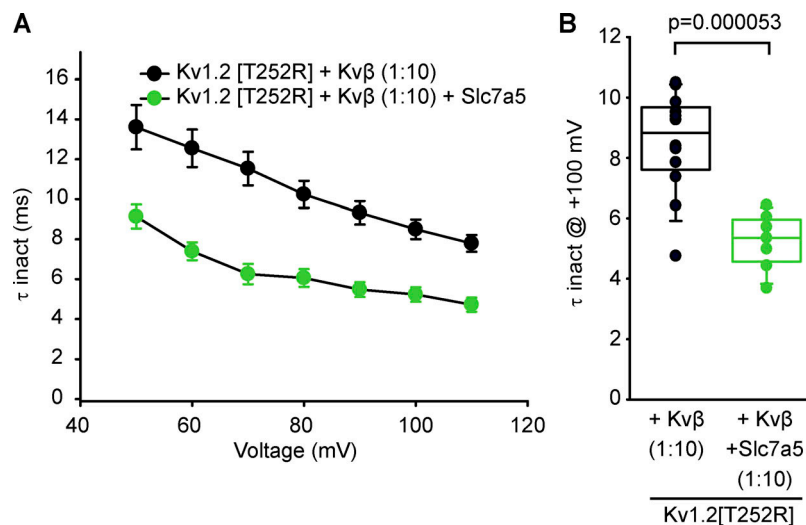 A
Kv1.2 [T252R] + Kvβ (1:10)
Kv1.2 [T252R] + Kvβ (1:10) + Slc7a5
16
14
12
10
8
6
4
2
0
τ inact (ms)
40
60
80
100
120
Voltage (mV)
B
p=0.000053
12
10
8
6
4
2
0
τ inact @ +100 mV
+ Kvβ
(1:10)
+ Kvβ
+Slc7a5
(1:10)
Kv1.2[T252R]